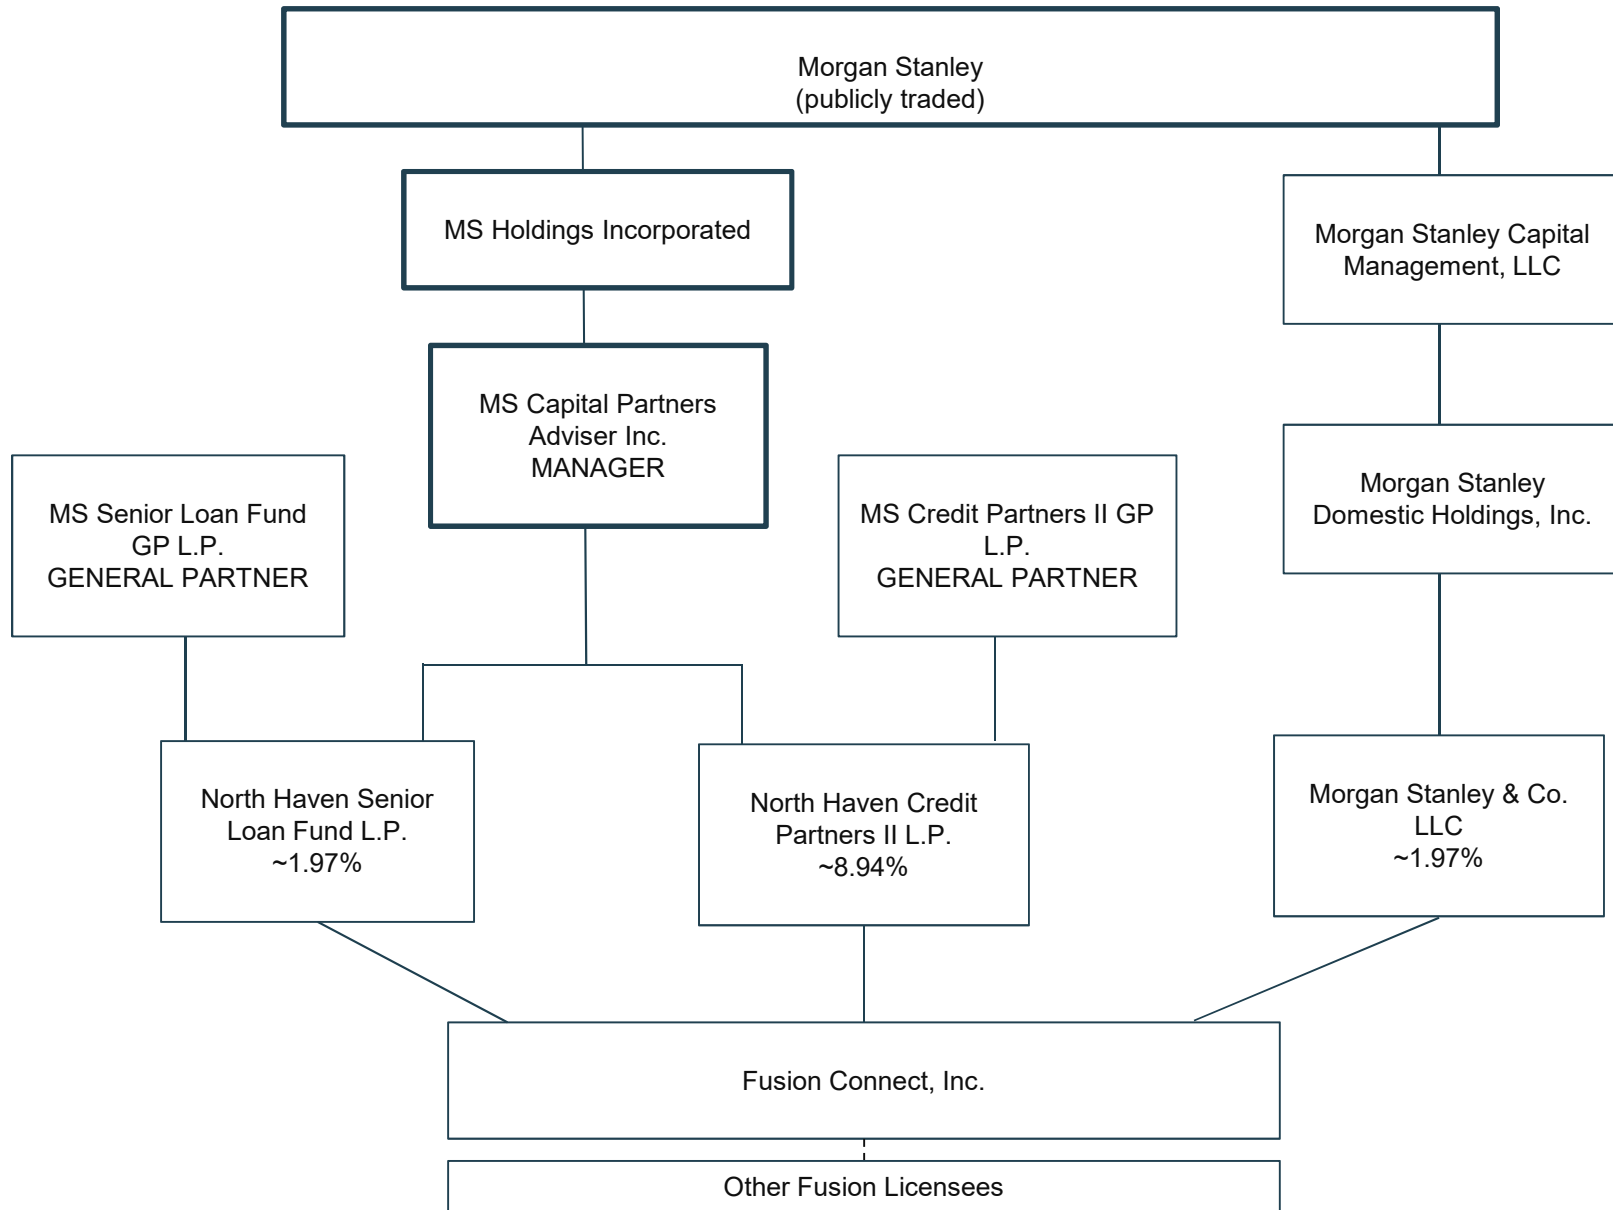 Morgan Stanley
(publicly traded)
MS Holdings Incorporated
Morgan Stanley Capital
Management, LLC
MS Capital Partners
Adviser Inc.
MANAGER
MS Senior Loan Fund
GP L.P.
GENERAL PARTNER
MS Credit Partners II GP
L.P.
GENERAL PARTNER
Morgan Stanley
Domestic Holdings, Inc.
North Haven Senior
Loan Fund L.P.
~1.97%
North Haven Credit
Partners II L.P.
~8.94%
Morgan Stanley & Co.
LLC
~1.97%
Fusion Connect, Inc.
Other Fusion Licensees